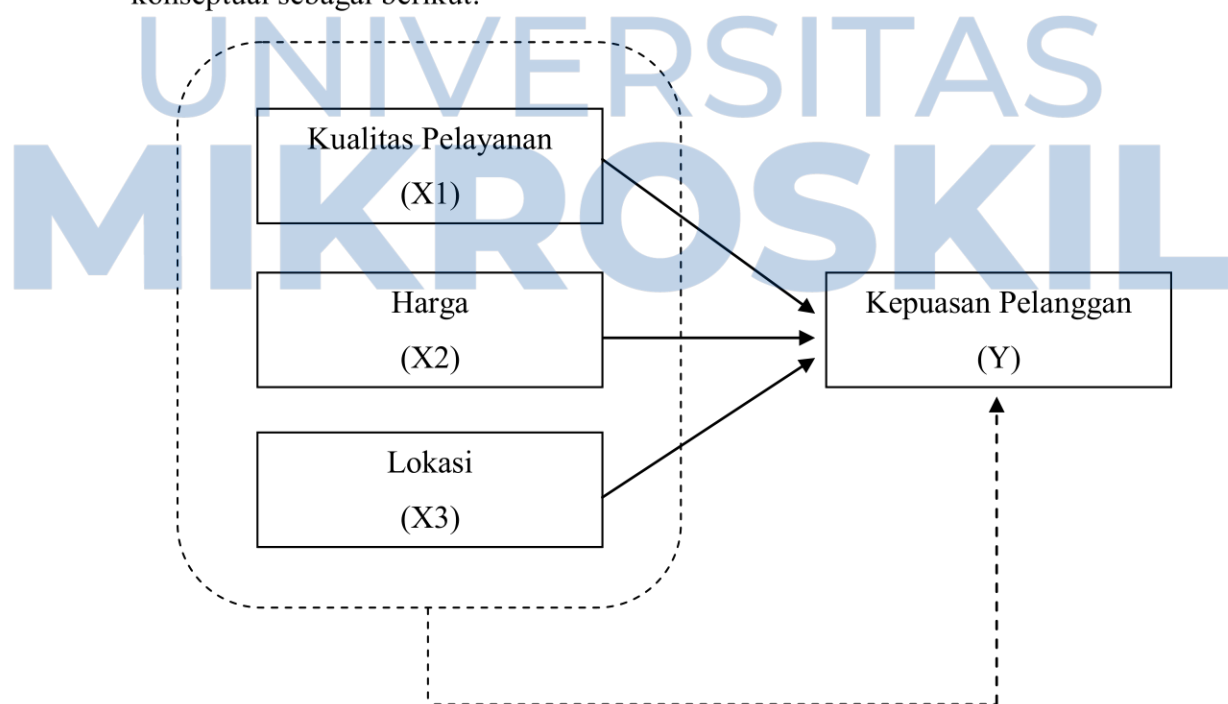 konseptual sebagai berikut:
UNIVERSITAS
MIKROSKIL
Kualitas Pelayanan
(X1)
Harga
(X2)
Lokasi
(X3)
Kepuasan Pelanggan
(Y)